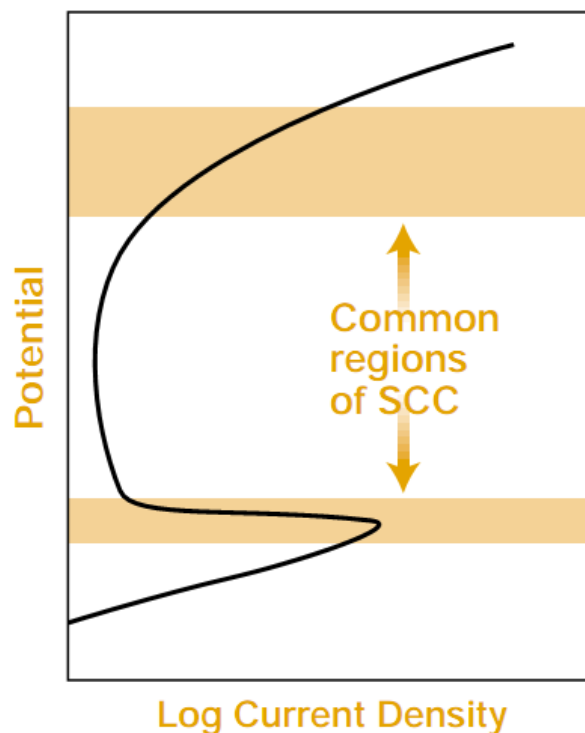 Potential
Common
regions
of SCC
Log Current Density